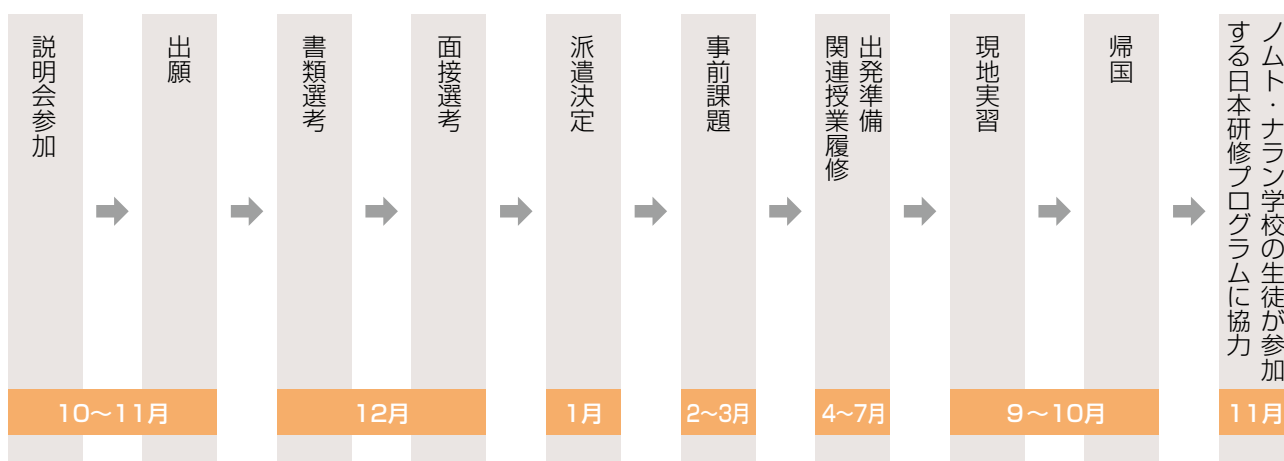 説明会参加
出願
書類選考
面接選考
派遣決定
事前課題
出発準備
関連授業履修
現地実習
帰国
ノムト・ナラン学校の生徒が参加
する日本研修プログラムに協力
10～11月
12月
1月
2～3月
4～7月
9～10月
11月